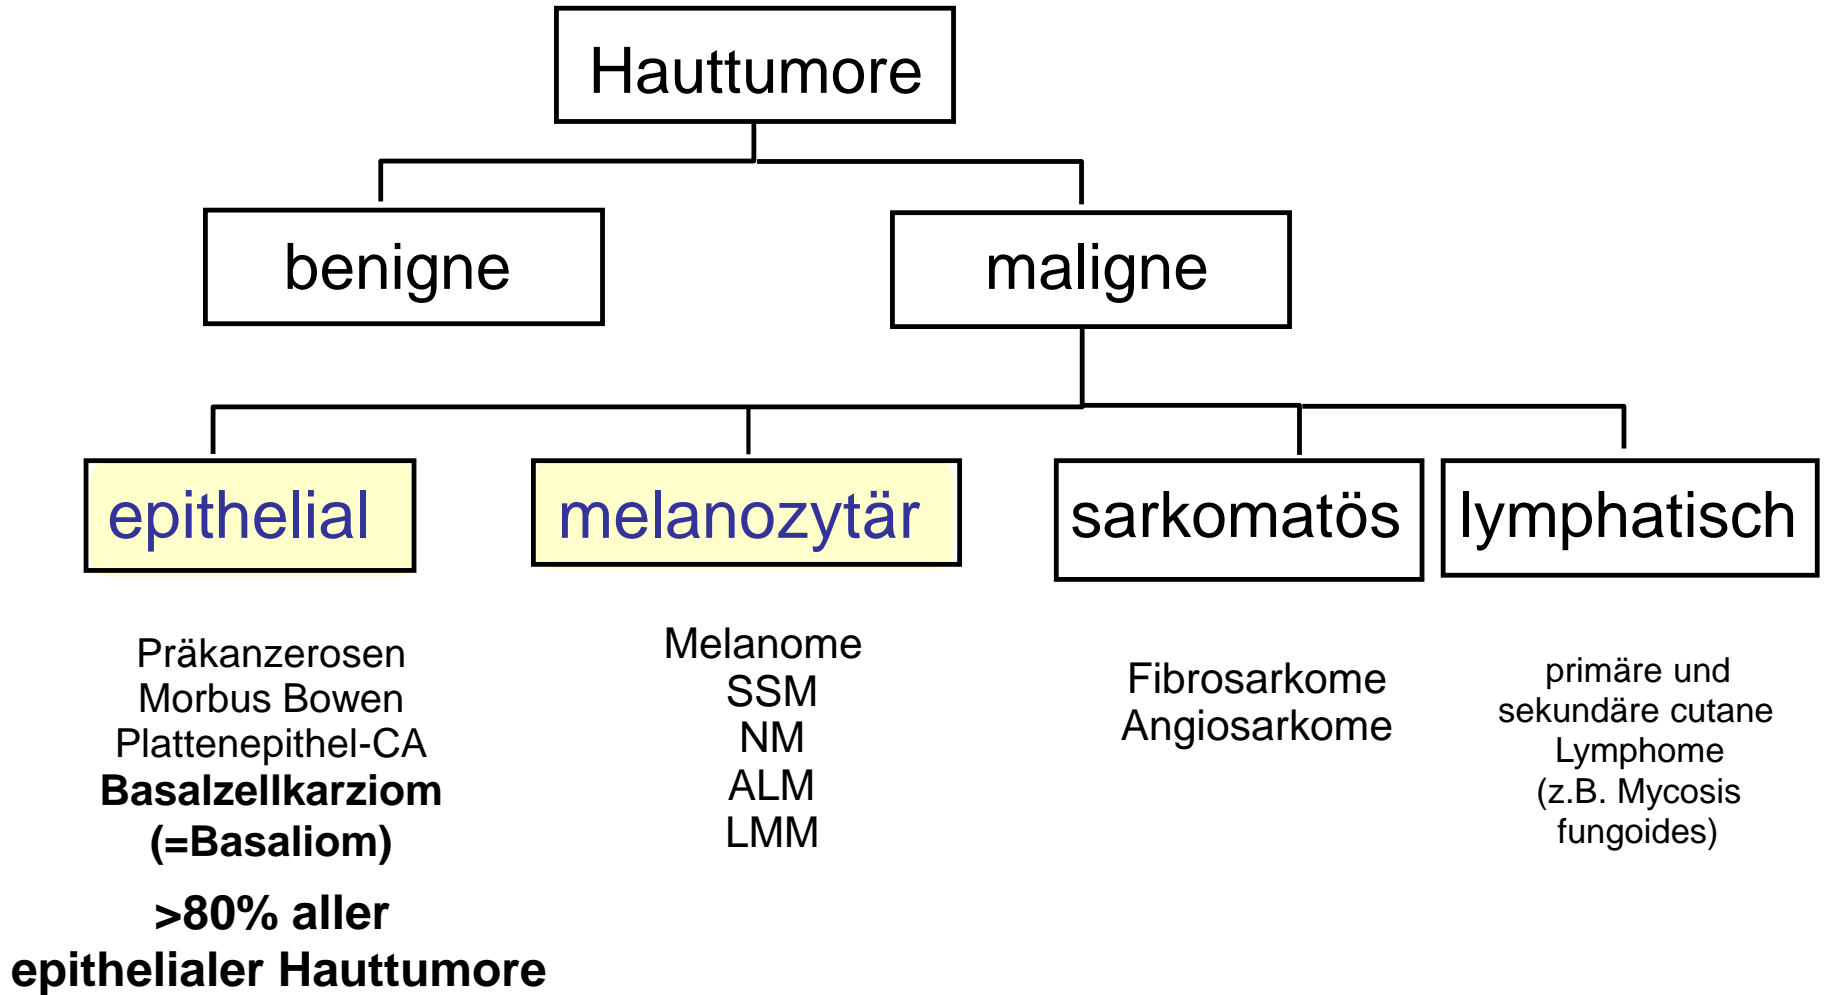 Hauttumore
benigne
maligne
epithelial
melanozytär
sarkomatös
lymphatisch
Präkanzerosen
Morbus Bowen
Plattenepithel-CA
Basalzellkarziom
(=Basaliom)
>80% aller
epithelialer Hauttumore
Melanome
SSM
NM
ALM
LMM
Fibrosarkome
Angiosarkome
primäre und
sekundäre cutane
Lymphome
(z.B. Mycosis
fungoides)